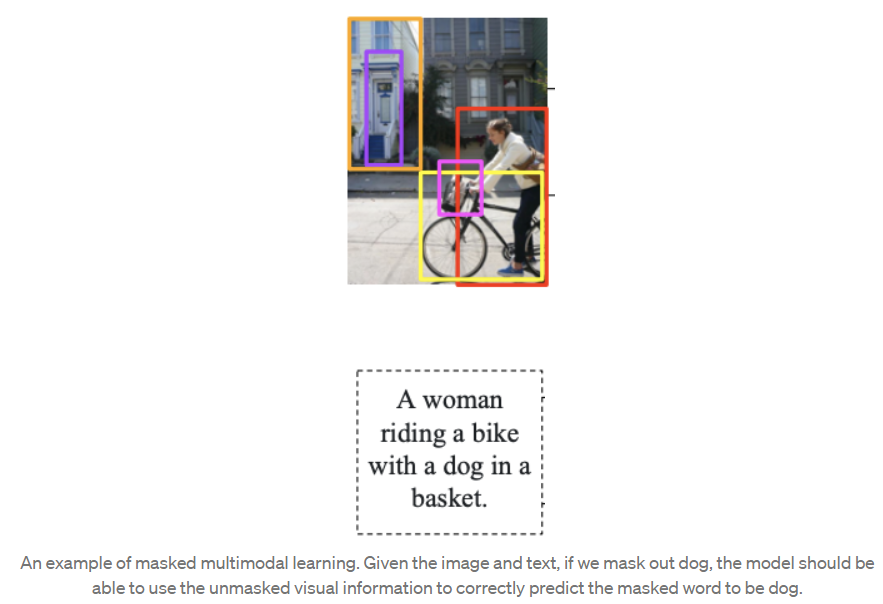 A woman
riding a bike
with a dog in a
basket.
An example of masked multimodal learning. Given the image and text, if we mask out dog, the model should be
able to use the unmasked visual information to correctly predict the masked word to be dog.